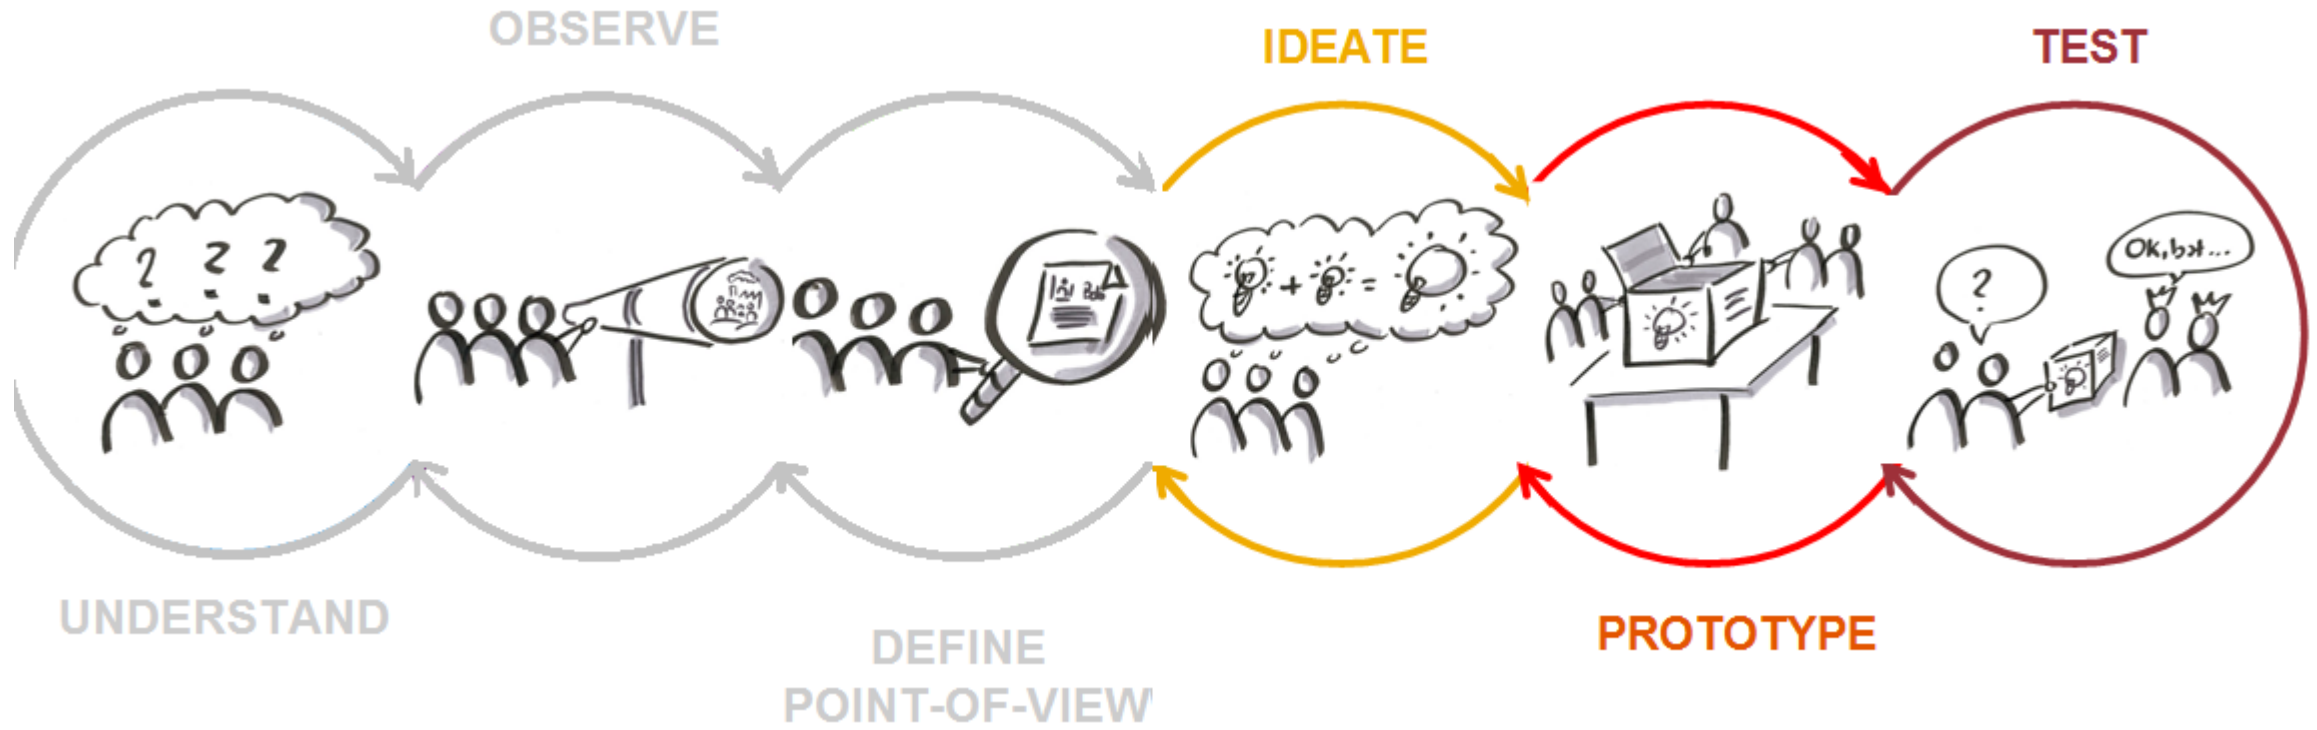 OBSERVE
IDEATE
TEST
? ? ?
+ =
?
Ok, but...
UNDERSTAND
DEFINE
POINT-OF-VIEW
PROTOTYPE